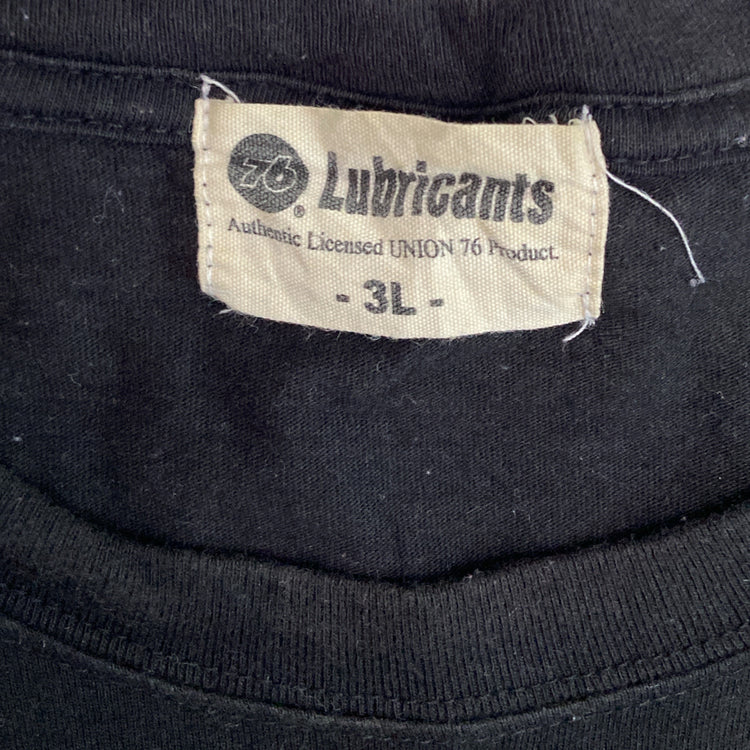 76® Lubricants
Authentic Licensed UNION 76 Product.
- 3L -